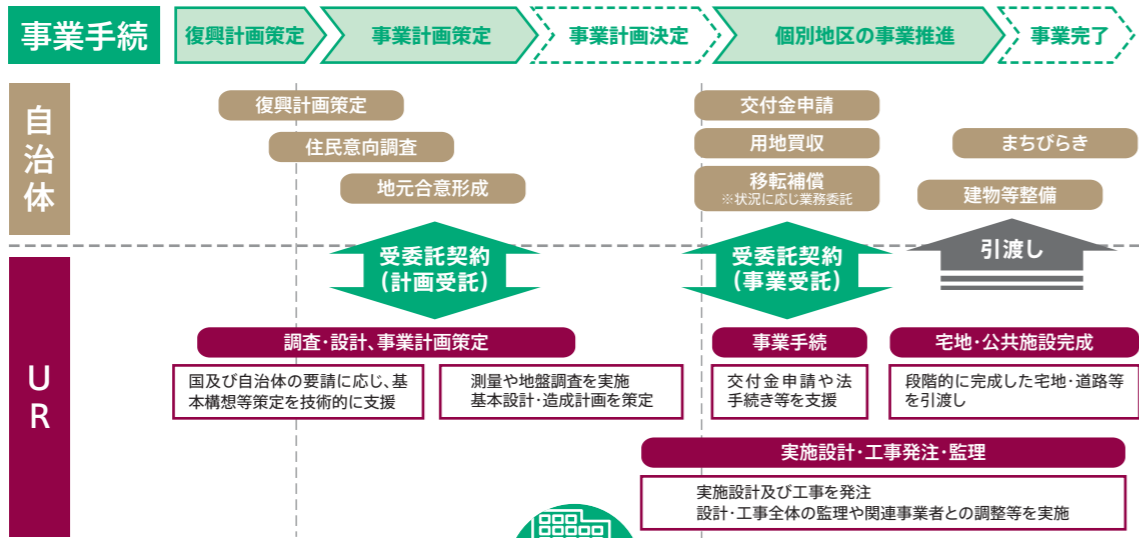 事業手続
復興計画策定
事業計画策定
事業計画決定
個別地区の事業推進
事業完了
自治体
復興計画策定
住民意向調査
地元合意形成
交付金申請
用地買収
移転補償
※状況に応じ業務委託
まちびらき
建物等整備
受委託契約
(計画受託)
受委託契約
(事業受託)
引渡し
UR
調査・設計、事業計画策定
国及び自治体の要請に応じ、基
本構想等策定を技術的に支援
測量や地盤調査を実施
基本設計・造成計画を策定
事業手続
交付金申請や法
手続き等を支援
宅地・公共施設完成
段階的に完成した宅地・道路等
を引渡し
実施設計・工事発注・監理
実施設計及び工事を発注
設計・工事全体の監理や関連事業者との調整等を実施